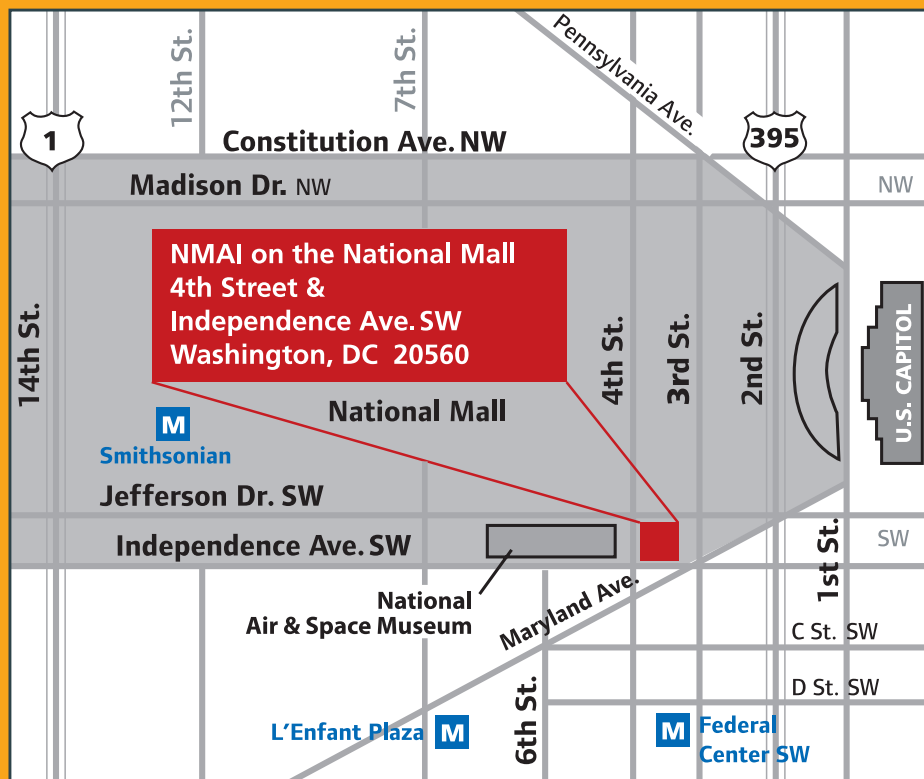 12th St.
7th St.
Pennsylvania Ave.
1
395
Constitution Ave. NW
Madison Dr. NW
NW
NMAI on the National Mall
4th Street &
Independence Ave. SW
Washington, DC 20560
14th St.
4th St.
3rd St.
2nd St.
U.S. CAPITOL
National Mall
M
Smithsonian
Jefferson Dr. SW
Independence Ave. SW
1st St.
SW
National
Air & Space Museum
Maryland Ave.
C St. SW
D St. SW
6th St.
L'Enfant Plaza M
M Federal
Center SW